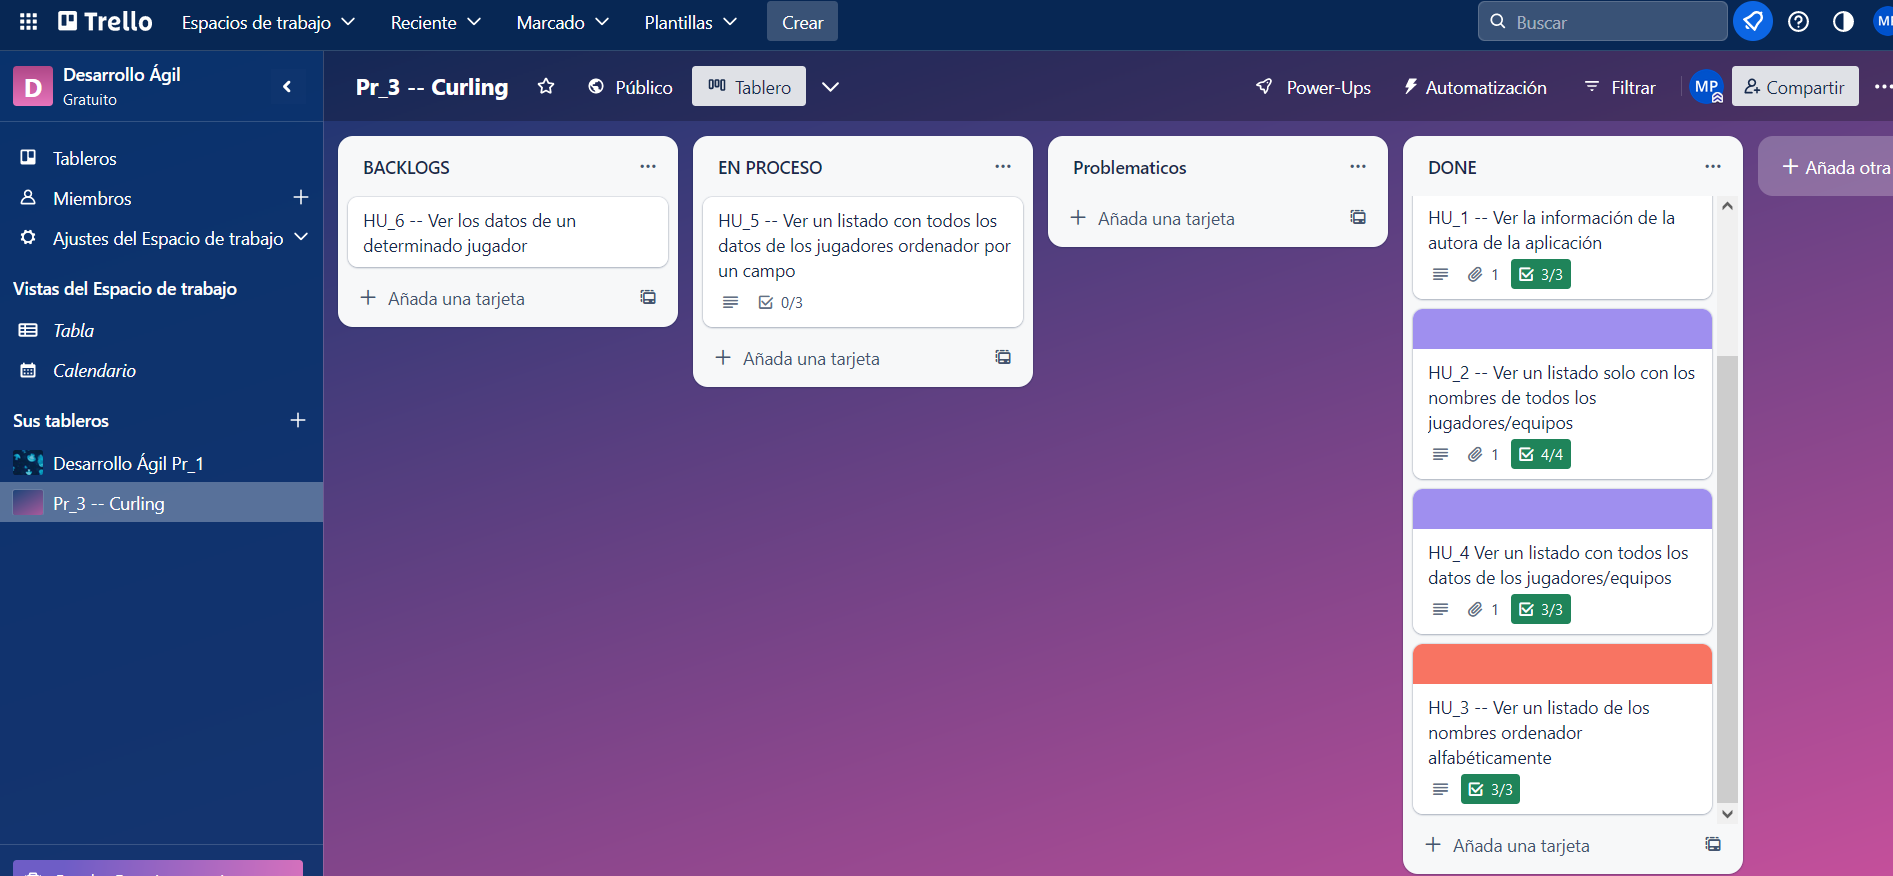 Trello
Espacios de trabajo
Reciente
Marcado
Plantillas
Crear
Buscar
D
Desarrollo Ágil
Gratuito
Tableros
Miembros
Ajustes del Espacio de trabajo
Vistas del Espacio de trabajo
Tabla
Calendario
Sus tableros
Desarrollo Ágil Pr_1
Pr_3 -- Curling
Pr_3 -- Curling
Público
Tablero
Power-Ups
Automatización
Filtrar
MP
Compartir
BACKLOGS
HU_6 -- Ver los datos de un
determinado jugador
Añada una tarjeta
EN PROCESO
HU_5 -- Ver un listado con todos los
datos de los jugadores ordenador por
un campo
0/3
Añada una tarjeta
Problematicos
Añada una tarjeta
DONE
HU_1 -- Ver la información de la
autora de la aplicación
1 3/3
HU_2 -- Ver un listado solo con los
nombres de todos los
jugadores/equipos
1 4/4
HU_4 Ver un listado con todos los
datos de los jugadores/equipos
1 3/3
HU_3 -- Ver un listado de los
nombres ordenador
alfabéticamente
3/3
Añada una tarjeta
Añada otra